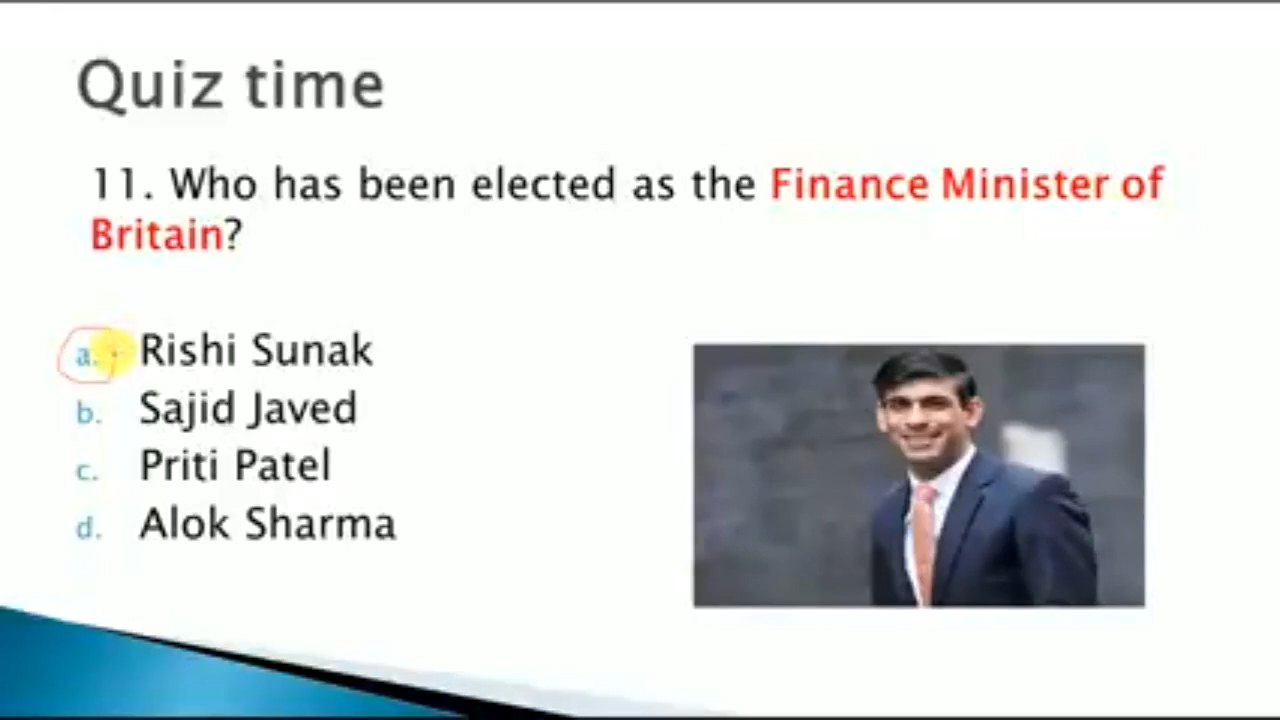 Quiz time
11. Who has been elected as the Finance Minister of
Britain?
a. Rishi Sunak
b. Sajid Javed
c. Priti Patel
d. Alok Sharma